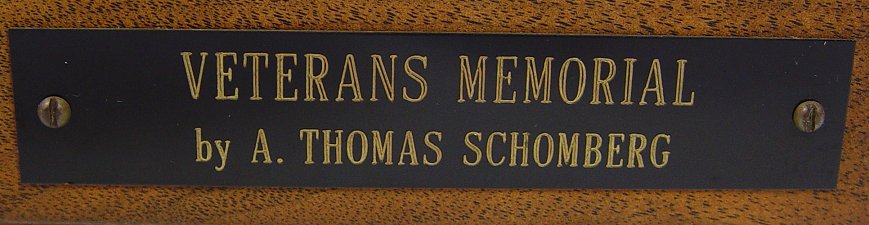 VETERANS MEMORIAL
by A. THOMAS SCHOMBERG